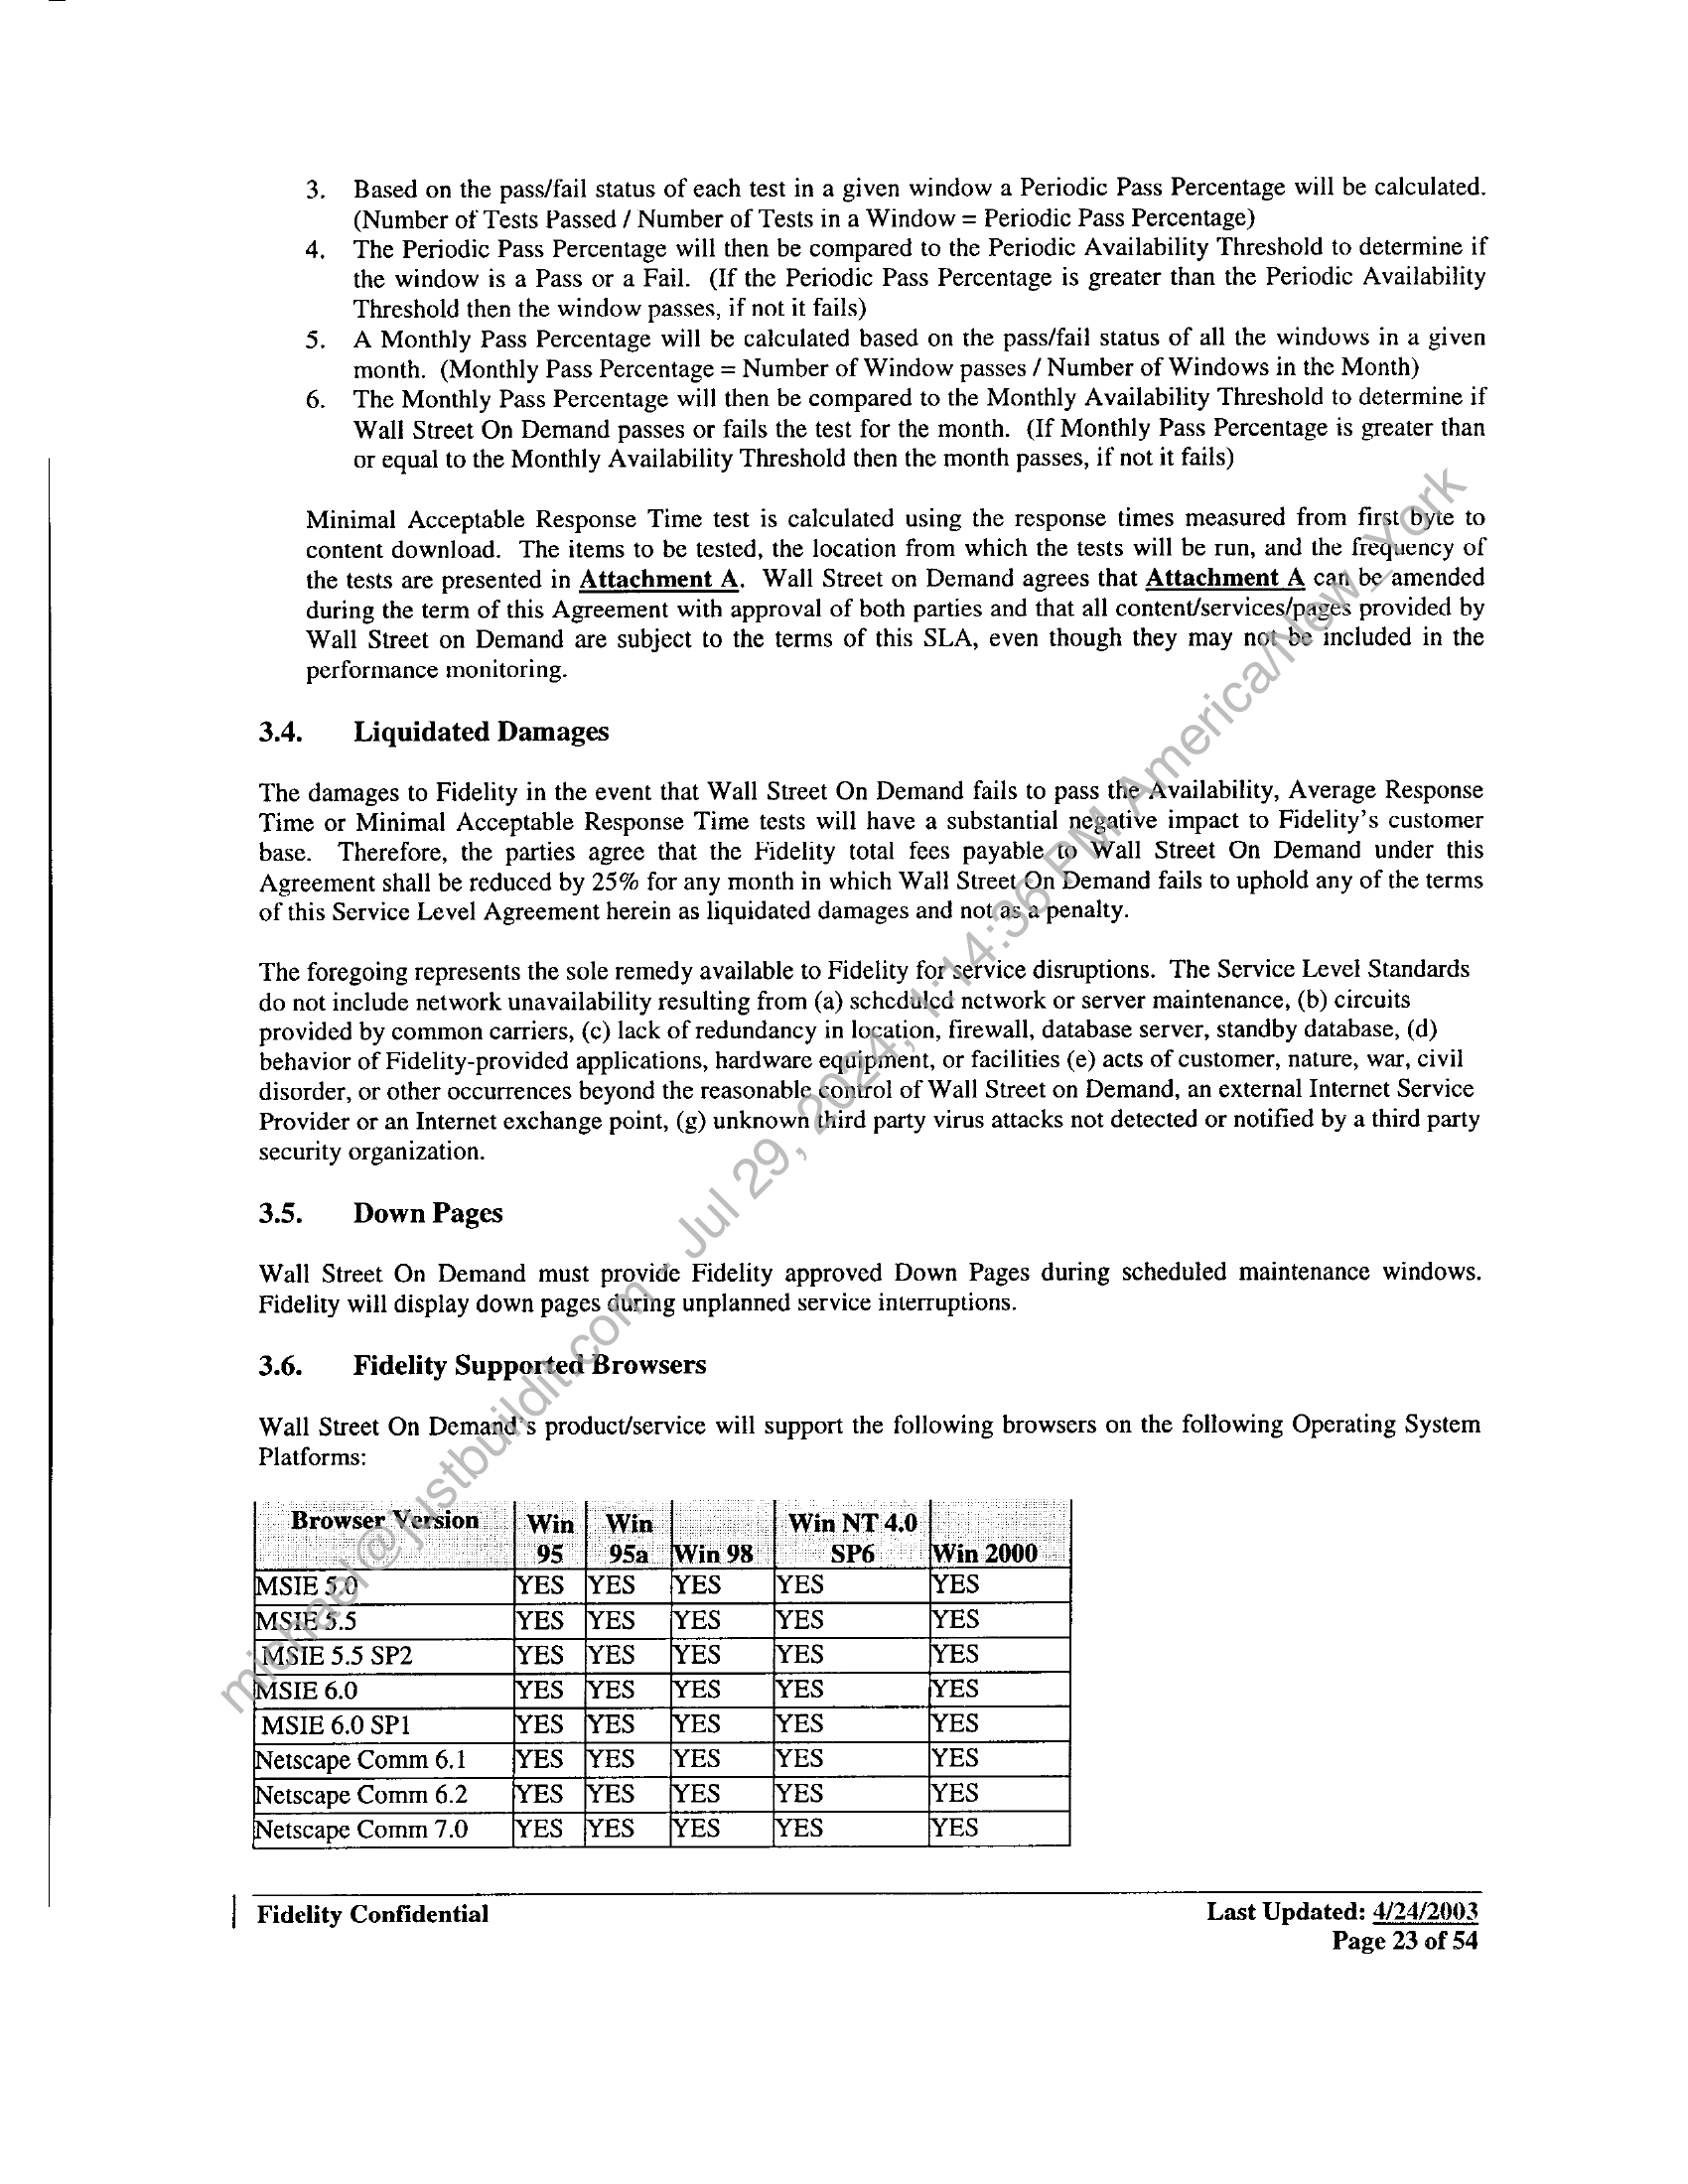 3. Based on the pass/fail status of each test in a given window a Periodic Pass Percentage will be calculated.
(Number of Tests Passed / Number of Tests in a Window = Periodic Pass Percentage)
4. The Periodic Pass Percentage will then be compared to the Periodic Availability Threshold to determine if
the window is a Pass or a Fail. (If the Periodic Pass Percentage is greater than the Periodic Availability
Threshold then the window passes, if not it fails)
5. A Monthly Pass Percentage will be calculated based on the pass/fail status of all the windows in a given
month. (Monthly Pass Percentage = Number of Window passes / Number of Windows in the Month)
6. The Monthly Pass Percentage will then be compared to the Monthly Availability Threshold to determine if
Wall Street On Demand passes or fails the test for the month. (If Monthly Pass Percentage is greater than
or equal to the Monthly Availability Threshold then the month passes, if not it fails)
Minimal Acceptable Response Time test is calculated using the response times measured from first byte to
content download. The items to be tested, the location from which the tests will be run, and the frequency of
the tests are presented in Attachment A. Wall Street on Demand agrees that Attachment A can be amended
during the term of this Agreement with approval of both parties and that all content/services/pages provided by
Wall Street on Demand are subject to the terms of this SLA, even though they may not be included in the
performance monitoring.
3.4. Liquidated Damages
The damages to Fidelity in the event that Wall Street On Demand fails to pass the Availability, Average Response
Time or Minimal Acceptable Response Time tests will have a substantial negative impact to Fidelity's customer
base. Therefore, the parties agree that the Fidelity total fees payable to Wall Street On Demand under this
Agreement shall be reduced by 25% for any month in which Wall Street On Demand fails to uphold any of the terms
of this Service Level Agreement herein as liquidated damages and not as a penalty.
The foregoing represents the sole remedy available to Fidelity for service disruptions. The Service Level Standards
do not include network unavailability resulting from (a) scheduled network or server maintenance, (b) circuits
provided by common carriers, (c) lack of redundancy in location, firewall, database server, standby database, (d)
behavior of Fidelity-provided applications, hardware equipment, or facilities (e) acts of customer, nature, war, civil
disorder, or other occurrences beyond the reasonable control of Wall Street on Demand, an external Internet Service
Provider or an Internet exchange point, (g) unknown third party virus attacks not detected or notified by a third party
security organization.
3.5. Down Pages
Wall Street On Demand must provide Fidelity approved Down Pages during scheduled maintenance windows.
Fidelity will display down pages during unplanned service interruptions.
3.6. Fidelity Supported Browsers
Wall Street On Demand's product/service will support the following browsers on the following Operating System
Platforms:
Browser Version Win 95 Win 95a Win 98 Win NT 4.0 SP6 Win 2000
MSIE 5.0 YES YES YES YES YES
MSIE 5.5 YES YES YES YES YES
MSIE 5.5 SP2 YES YES YES YES YES
MSIE 6.0 YES YES YES YES YES
MSIE 6.0 SP1 YES YES YES YES YES
Netscape Comm 6.1 YES YES YES YES YES
Netscape Comm 6.2 YES YES YES YES YES
Netscape Comm 7.0 YES YES YES YES YES
Fidelity Confidential Last Updated: 4/24/2003
Page 23 of 54
michael@justbuildit.com - Jul 29, 2024, 1:14:36 PM America/New_York